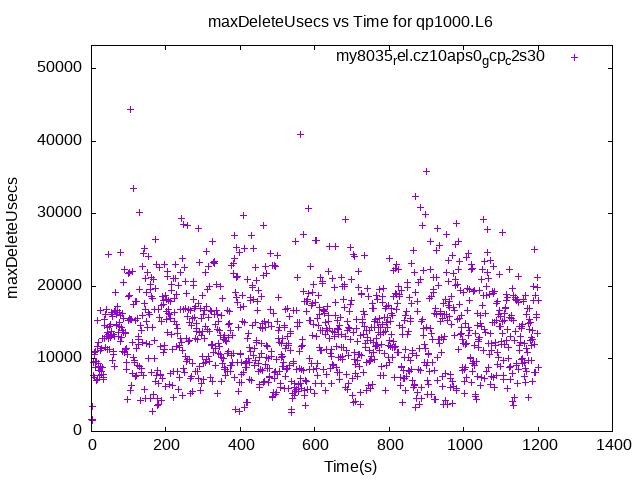 maxDeleteUsecs vs Time for qp1000.L6
my8035rel.cz10aps0gcpc2s30
50000
40000
30000
20000
10000
0
maxDeleteUsecs
0 200 400 600 800 1000 1200 1400
Time(s)